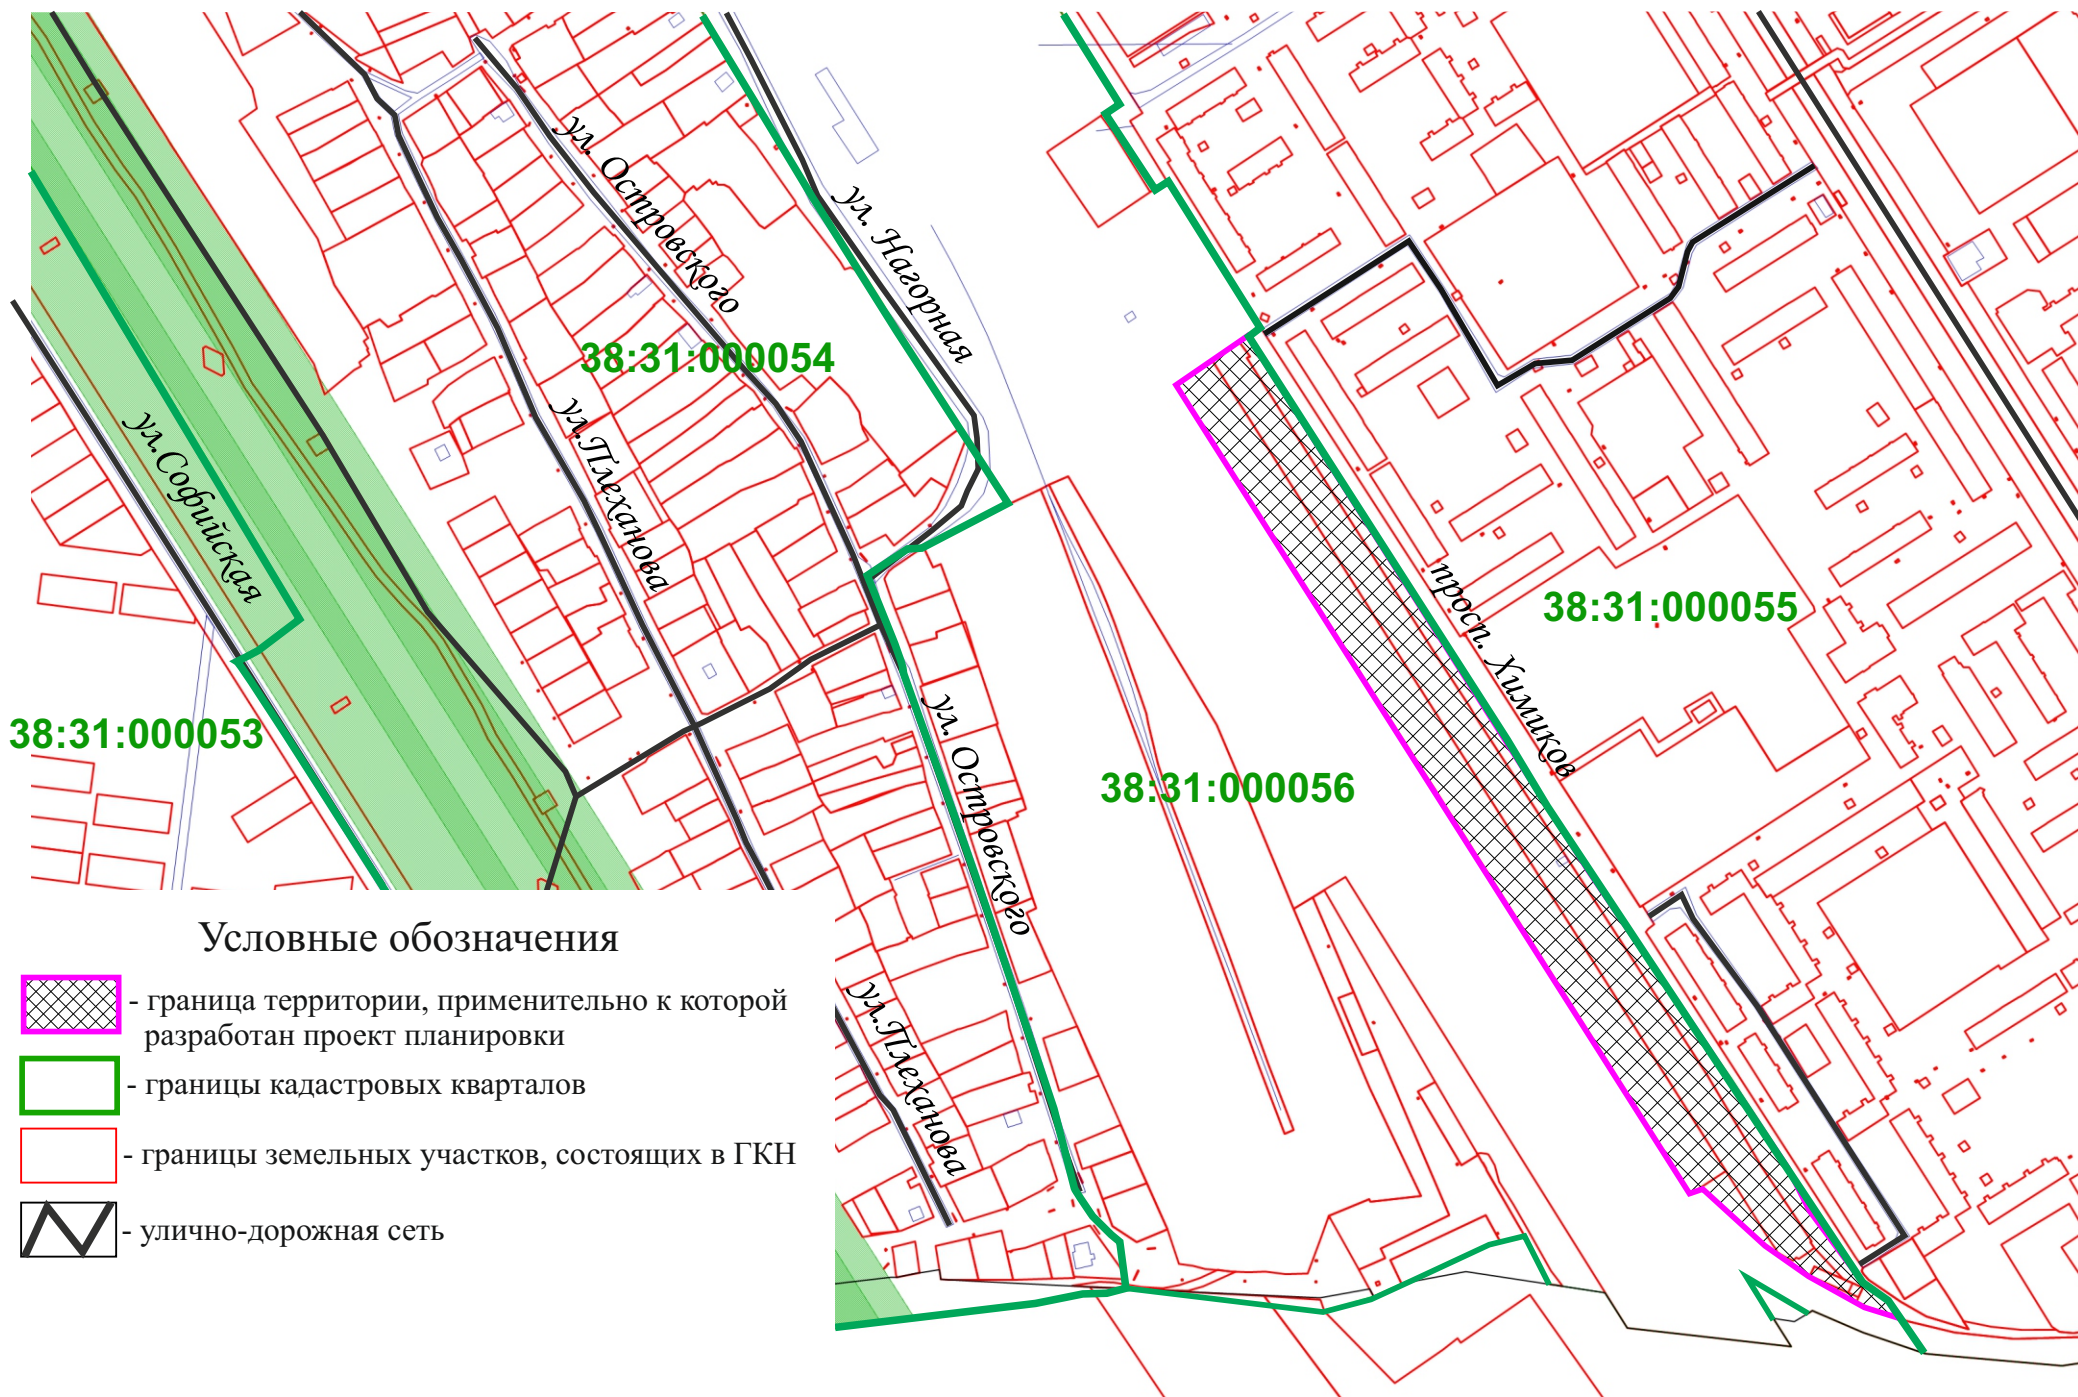 ул. Островского
ул. Нагорная
38:31:000054
ул.Софийская
ул.Плеханова
просп. Химиков
38:31:000055
38:31:000053
ул. Островского
38:31:000056
ул.Плеханова
Условные обозначения
- граница территории, применительно к которой
разработан проект планировки
- границы кадастровых кварталов
- границы земельных участков, состоящих в ГКН
- улично-дорожная сеть